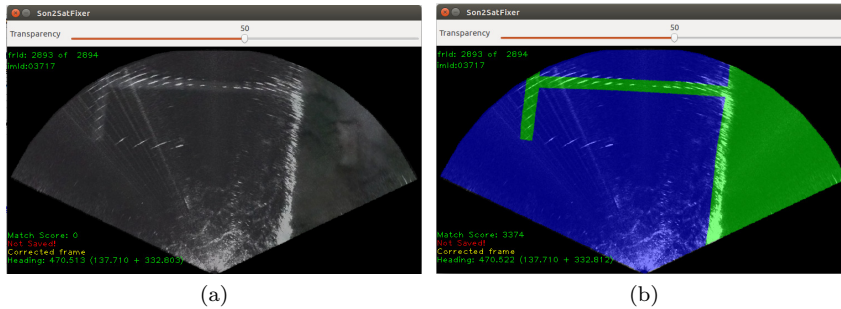 Son2SatFixer
Transparency
50
frId: 2893 of 2894
imId:03717
Match Score: 0
Not Saved!
Corrected frame
Heading: 470.513 (137.710 + 332.803)
(a)
Son2SatFixer
Transparency
50
frId: 2893 of 2894
imId:03717
Match Score: 3374
Not Saved!
Corrected frame
Heading: 470.522 (137.710 + 332.812)
(b)